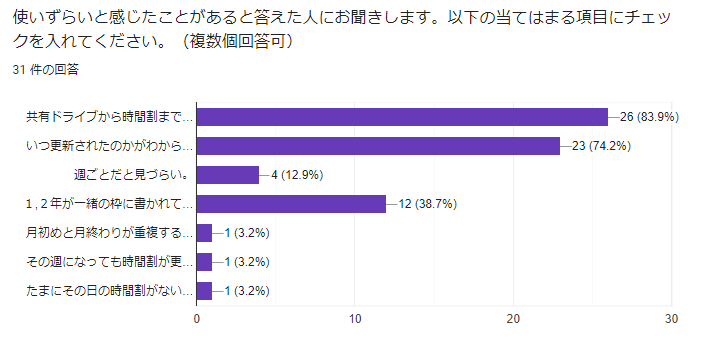 使いずらいと感じたことがあると答えた人にお聞きします。以下の当てはまる項目にチェッ
クを入れてください。（複数個回答可）
31 件の回答
共有ドライブから時間割まで... 26 (83.9%)
いつ更新されたのかがわから... 23 (74.2%)
週ごとだと見づらい。 4 (12.9%)
1 , 2 年が一緒の枠に書かれて... 12 (38.7%)
月初めと月終わりが重複する... 1 (3.2%)
その週になっても時間割が更... 1 (3.2%)
たまにその日の時間割がない... 1 (3.2%)
0 10 20 30